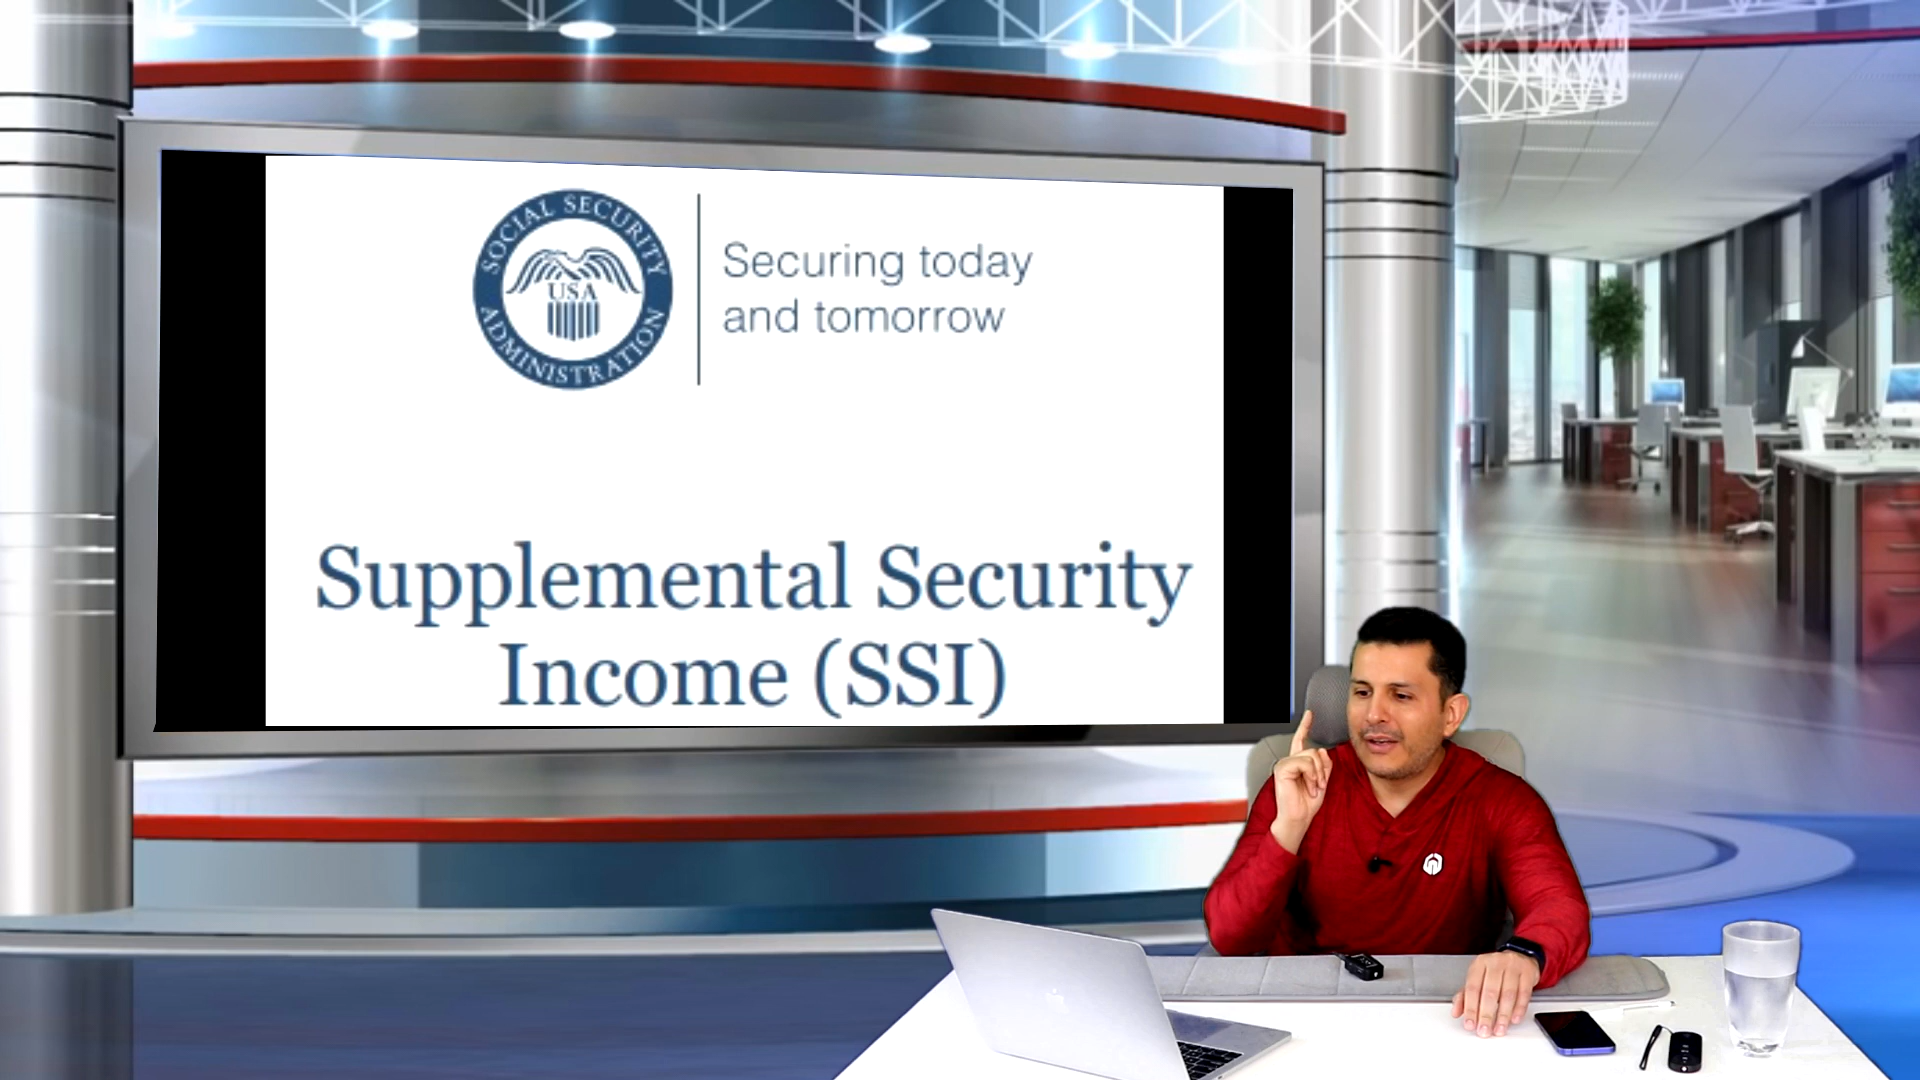 SOCIAL SECURITY
USA
ADMINISTRATION
Securing today
and tomorrow
Supplemental Security
Income (SSI)